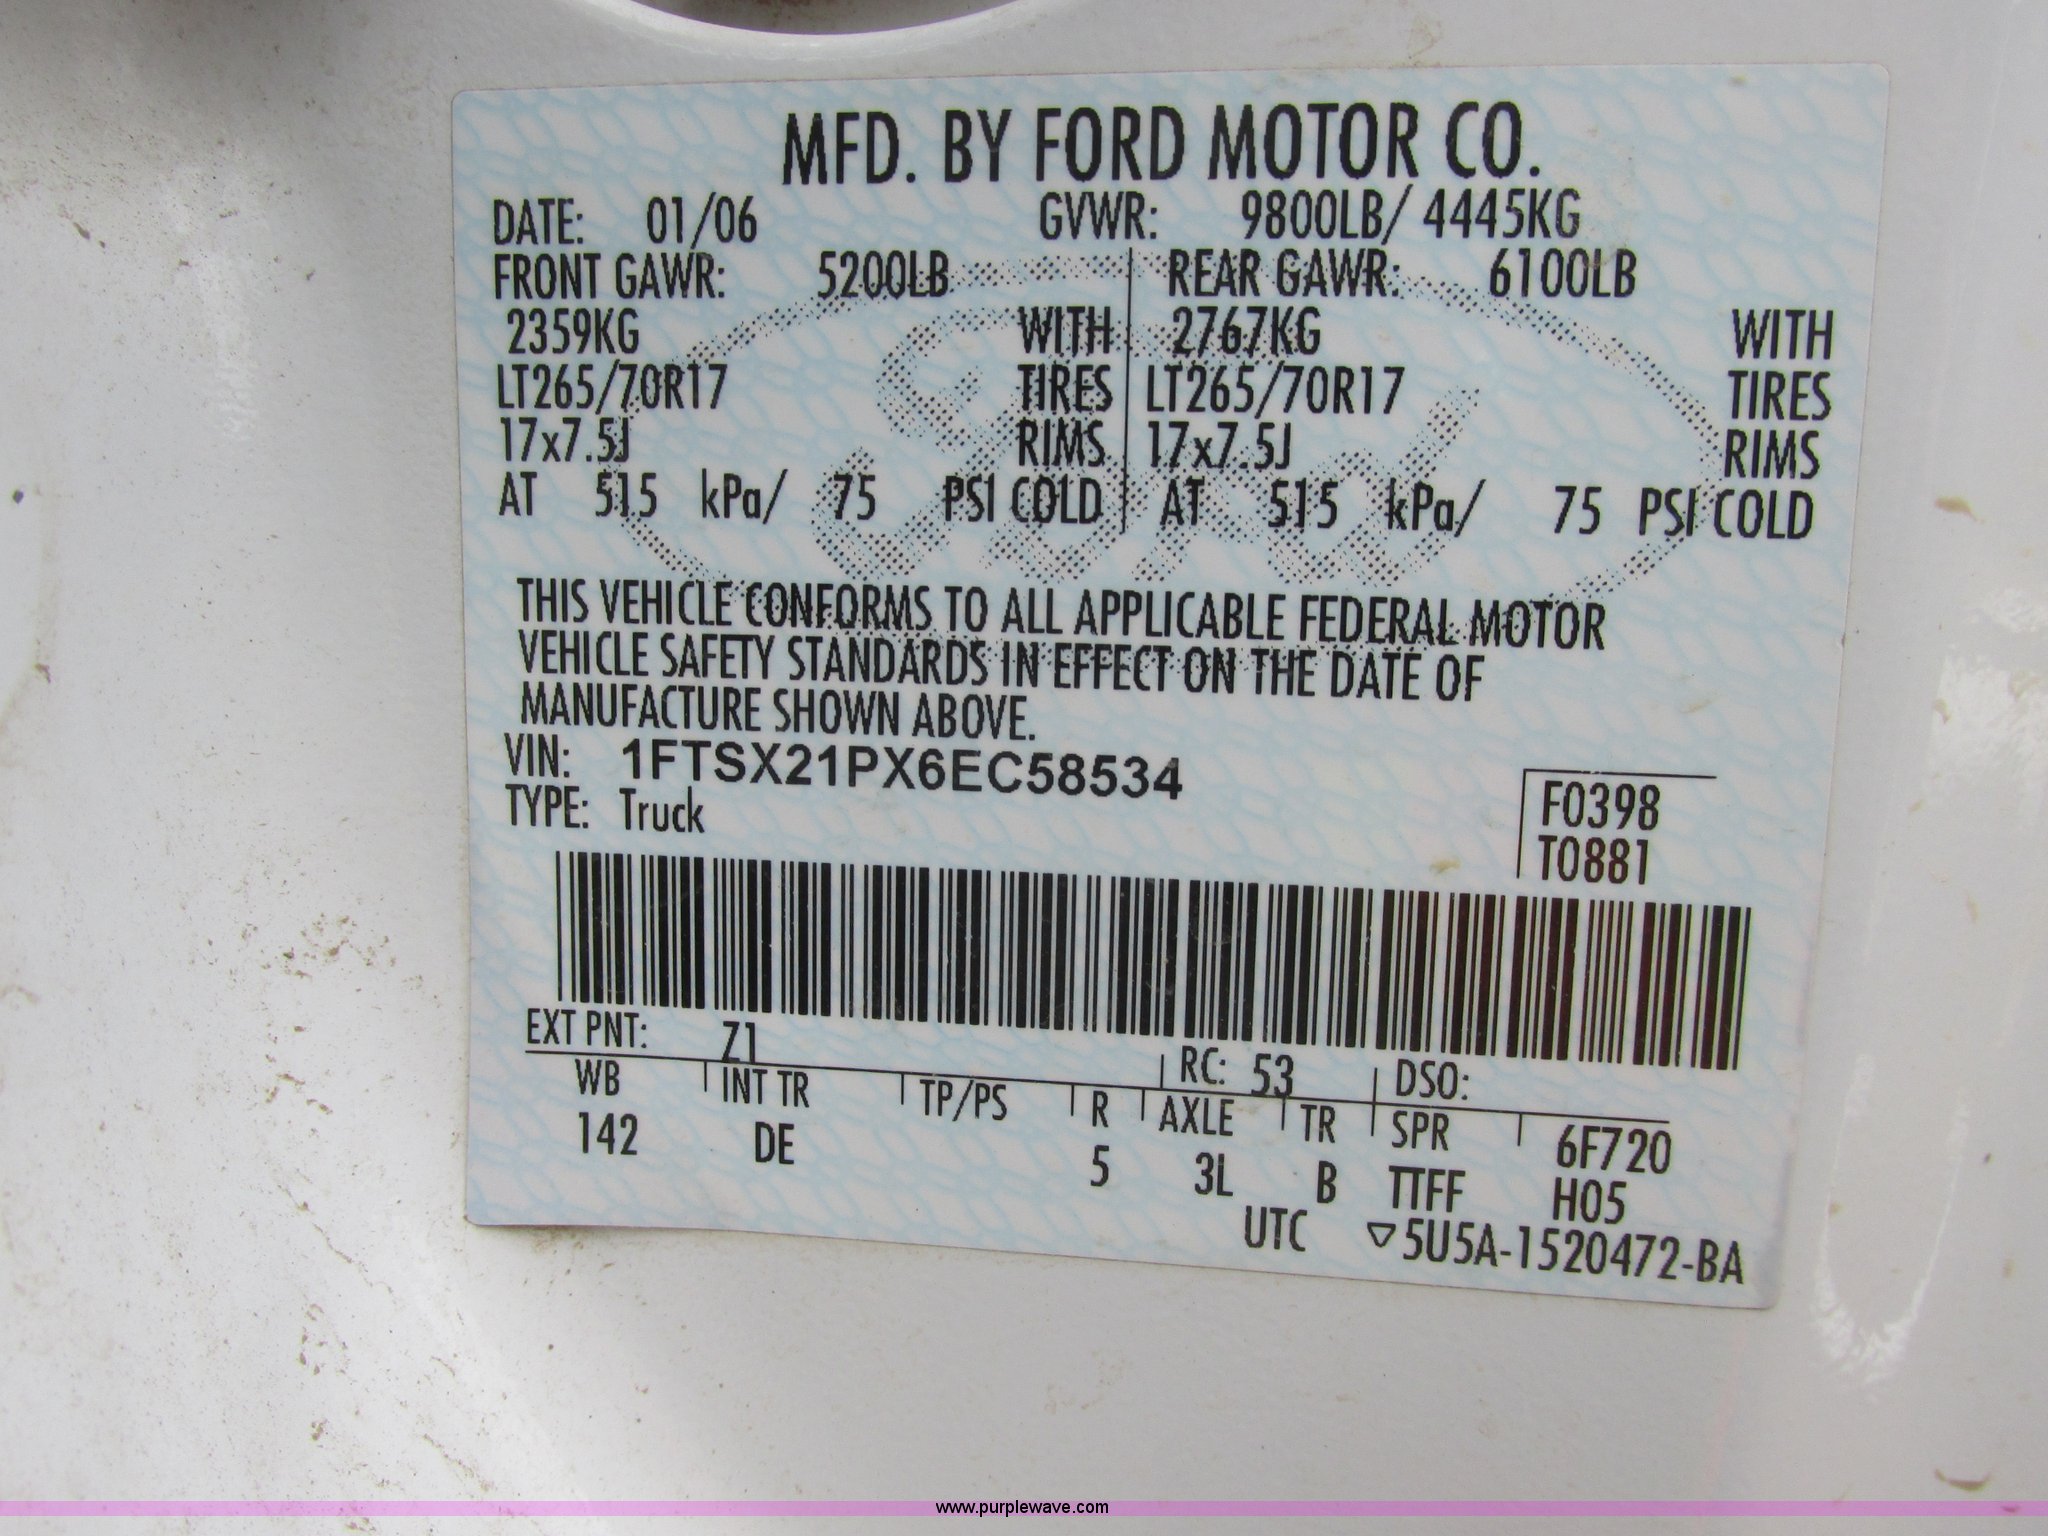 MFD. BY FORD MOTOR CO.
DATE: 01/06 GVWR: 9800LB/ 4445KG
FRONT GAWR: 5200LB REAR GAWR: 6100LB
2359KG WITH 2767KG WITH
LT265/70R17 TIRES LT265/70R17 TIRES
17x7.5J RIMS 17x7.5J RIMS
AT 515 kPa/ 75 PSI COLD AT 515 kPa/ 75 PSI COLD
Ford
THIS VEHICLE CONFORMS TO ALL APPLICABLE FEDERAL MOTOR
VEHICLE SAFETY STANDARDS IN EFFECT ON THE DATE OF
MANUFACTURE SHOWN ABOVE.
VIN: 1FTSX21PX6EC58534
TYPE: Truck
F0398
T0881
EXT PNT: Z1 RC: 53 DSO:
WB INT TR TP/PS R AXLE TR SPR 6F720
142 DE 5 3L B TTFF H05
UTC ▽5U5A-1520472-BA
www.purplewave.com